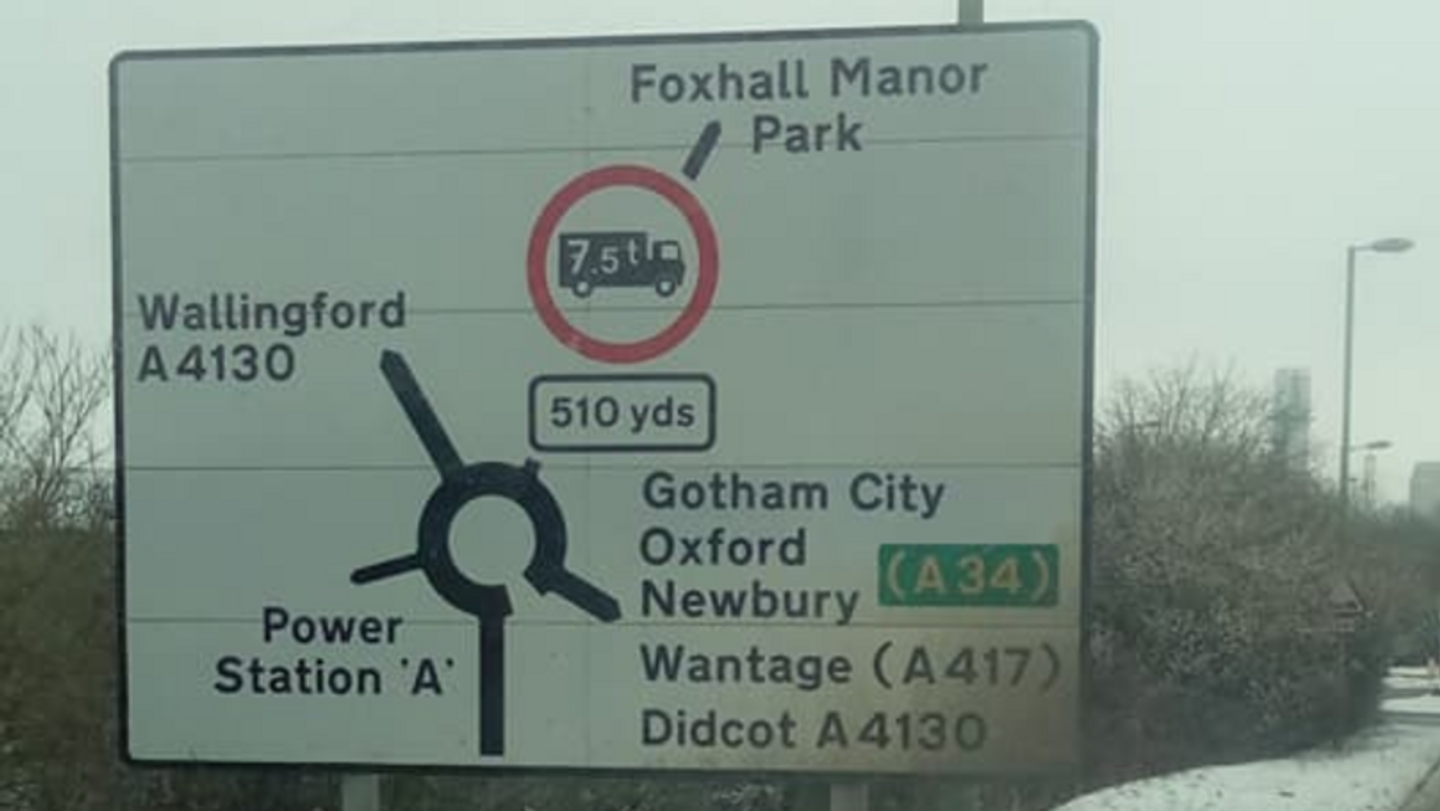 Foxhall Manor
Park
7.5t
Wallingford
A4130
510 yds
Gotham City
Oxford
Newbury (A34)
Power
Station 'A'
Wantage (A417)
Didcot A4130